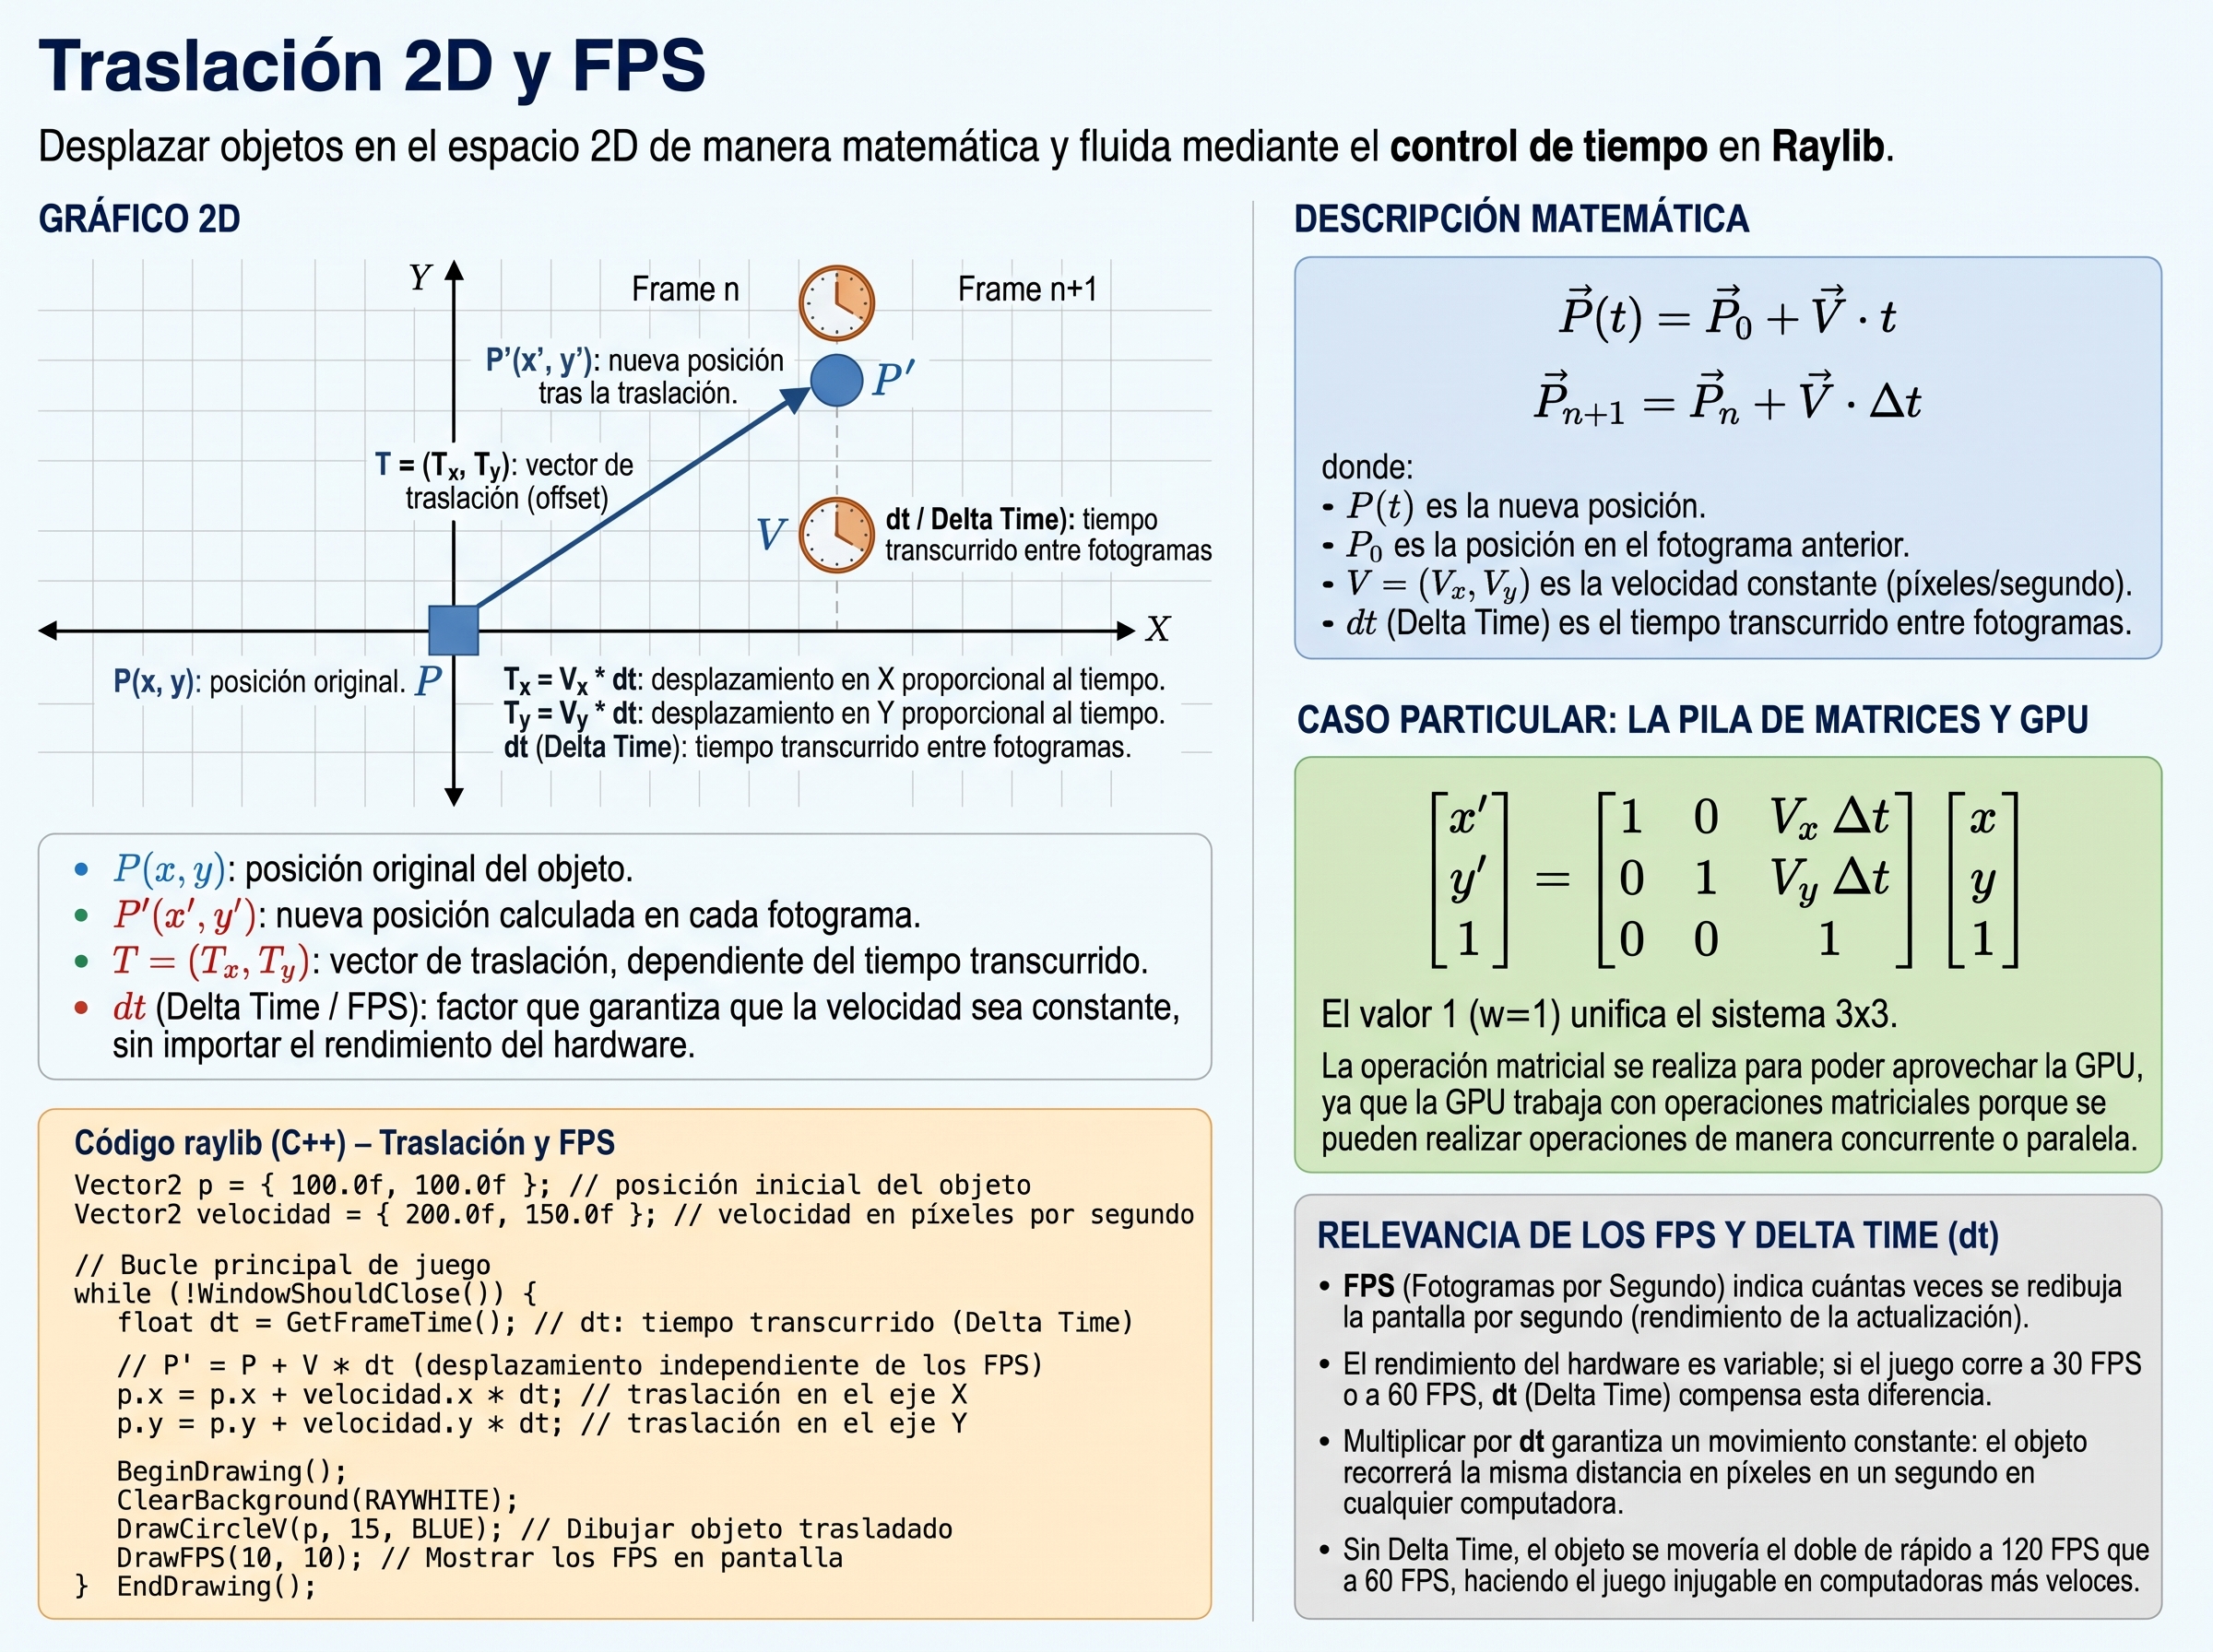 Traslación 2D y FPS
Desplazar objetos en el espacio 2D de manera matemática y fluida mediante el control de tiempo en Raylib.
GRÁFICO 2D
Y
Frame n
Frame n+1
P’(x’, y’): nueva posición
tras la traslación.
P′
T = (Tₓ, Tᵧ): vector de
traslación (offset)
V
dt / Delta Time): tiempo
transcurrido entre fotogramas
X
P(x, y): posición original. P
Tₓ = Vₓ * dt: desplazamiento en X proporcional al tiempo.
Tᵧ = Vᵧ * dt: desplazamiento en Y proporcional al tiempo.
dt (Delta Time): tiempo transcurrido entre fotogramas.
• P(x, y): posición original del objeto.
• P′(x′, y′): nueva posición calculada en cada fotograma.
• T = (Tₓ, Tᵧ): vector de traslación, dependiente del tiempo transcurrido.
• dt (Delta Time / FPS): factor que garantiza que la velocidad sea constante,
sin importar el rendimiento del hardware.
Código raylib (C++) – Traslación y FPS
Vector2 p = { 100.0f, 100.0f }; // posición inicial del objeto
Vector2 velocidad = { 200.0f, 150.0f }; // velocidad en píxeles por segundo
// Bucle principal de juego
while (!WindowShouldClose()) {
float dt = GetFrameTime(); // dt: tiempo transcurrido (Delta Time)
// P' = P + V * dt (desplazamiento independiente de los FPS)
p.x = p.x + velocidad.x * dt; // traslación en el eje X
p.y = p.y + velocidad.y * dt; // traslación en el eje Y
BeginDrawing();
ClearBackground(RAYWHITE);
DrawCircleV(p, 15, BLUE); // Dibujar objeto trasladado
DrawFPS(10, 10); // Mostrar los FPS en pantalla
} EndDrawing();
DESCRIPCIÓN MATEMÁTICA
P⃗(t) = P⃗₀ + V⃗ · t
P⃗ₙ₊₁ = P⃗ₙ + V⃗ · Δt
donde:
- P(t) es la nueva posición.
- P₀ es la posición en el fotograma anterior.
- V = (Vₓ, Vᵧ) es la velocidad constante (píxeles/segundo).
- dt (Delta Time) es el tiempo transcurrido entre fotogramas.
CASO PARTICULAR: LA PILA DE MATRICES Y GPU
[x′] [1 0 Vₓ Δt] [x]
[y′] = [0 1 Vᵧ Δt] [y]
[1] [0 0 1] [1]
El valor 1 (w=1) unifica el sistema 3x3.
La operación matricial se realiza para poder aprovechar la GPU,
ya que la GPU trabaja con operaciones matriciales porque se
pueden realizar operaciones de manera concurrente o paralela.
RELEVANCIA DE LOS FPS Y DELTA TIME (dt)
• FPS (Fotogramas por Segundo) indica cuántas veces se redibuja
la pantalla por segundo (rendimiento de la actualización).
• El rendimiento del hardware es variable; si el juego corre a 30 FPS
o a 60 FPS, dt (Delta Time) compensa esta diferencia.
• Multiplicar por dt garantiza un movimiento constante: el objeto
recorrerá la misma distancia en píxeles en un segundo en
cualquier computadora.
• Sin Delta Time, el objeto se movería el doble de rápido a 120 FPS que
a 60 FPS, haciendo el juego injugable en computadoras más veloces.